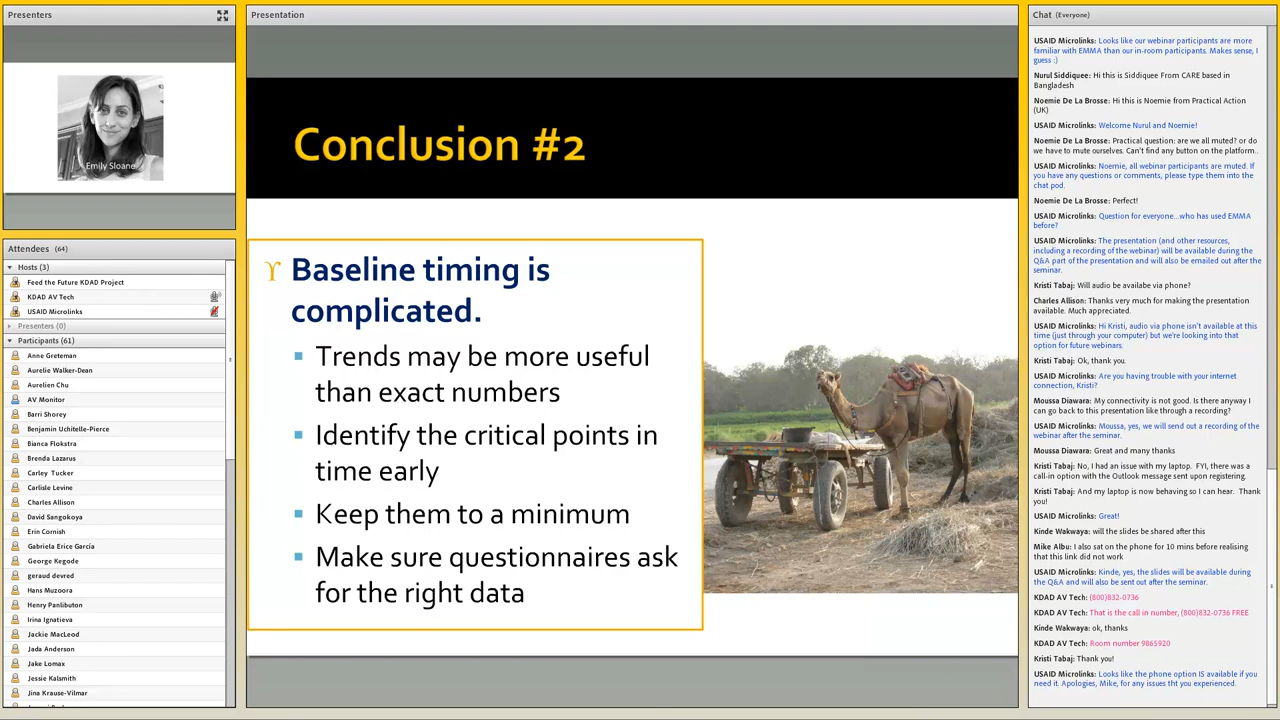 Presenters
Emily Sloane
Attendees (64)
Hosts (3)
Feed the Future KDAD Project
KDAD AV Tech
USAID Microlinks
Presenters (0)
Participants (61)
Anne Greteman
Aurelie Walker-Dean
Aurelien Chu
AV Monitor
Barri Shorey
Benjamin Uchitelle-Pierce
Bianca Flokstra
Brenda Lazarus
Carley Tucker
Carlisle Levine
Charles Allison
David Sangokoya
Erin Cornish
Gabriela Erice García
George Kegode
geraud devred
Hans Muzoora
Henry Panlibuton
Irina Ignatieva
Jackie MacLeod
Jada Anderson
Jake Lomax
Jessie Kalsmith
Jina Krause-Vilmar
Presentation
Conclusion #2
Baseline timing is
complicated.
Trends may be more useful
than exact numbers
Identify the critical points in
time early
Keep them to a minimum
Make sure questionnaires ask
for the right data
Chat (Everyone)
USAID Microlinks: Looks like our webinar participants are more
familiar with EMMA than our in-room participants. Makes sense, I
guess :)
Nurul Siddiquee: Hi this is Siddiquee From CARE based in
Bangladesh
Noemie De La Brosse: Hi this is Noemie from Practical Action
(UK)
USAID Microlinks: Welcome Nurul and Noemie!
Noemie De La Brosse: Practical question: are we all muted? or do
we have to mute ourselves. Can't find any button on the platform..
USAID Microlinks: Noemie, all webinar participants are muted. If
you have any questions or comments, please type them into the
chat pod.
Noemie De La Brosse: Perfect!
USAID Microlinks: Question for everyone...who has used EMMA
before?
USAID Microlinks: The presentation (and other resources,
including a recording of the webinar) will be available during the
Q&A part of the presentation and will also be emailed out after the
seminar.
Kristi Tabaj: Will audio be availabe via phone?
Charles Allison: Thanks very much for making the presentation
available. Much appreciated.
USAID Microlinks: Hi Kristi, audio via phone isn't available at this
time (just through your computer) but we're looking into that
option for future webinars.
Kristi Tabaj: Ok, thank you.
USAID Microlinks: Are you having trouble with your internet
connection, Kristi?
Moussa Diawara: My connectivity is not good. Is there anyway I
can go back to this presentation like through a recording?
USAID Microlinks: Moussa, yes, we will send out a recording of the
webinar after the seminar.
Moussa Diawara: Great and many thanks
Kristi Tabaj: No, I had an issue with my laptop. FYI, there was a
call-in option with the Outlook message sent upon registering.
Kristi Tabaj: And my laptop is now behaving so I can hear. Thank
you!
USAID Microlinks: Great!
Kinde Wakwaya: will the slides be shared after this
Mike Albu: I also sat on the phone for 10 mins before realising
that this link did not work
USAID Microlinks: Kinde, yes, the slides will be available during
the Q&A and will also be sent out after the seminar.
KDAD AV Tech: (800)832-0736
KDAD AV Tech: That is the call in number, (800)832-0736 FREE
Kinde Wakwaya: ok, thanks
KDAD AV Tech: Room number 9865920
Kristi Tabaj: Thank you!
USAID Microlinks: Looks like the phone option IS available if you
need it. Apologies, Mike, for any issues tht you experienced.